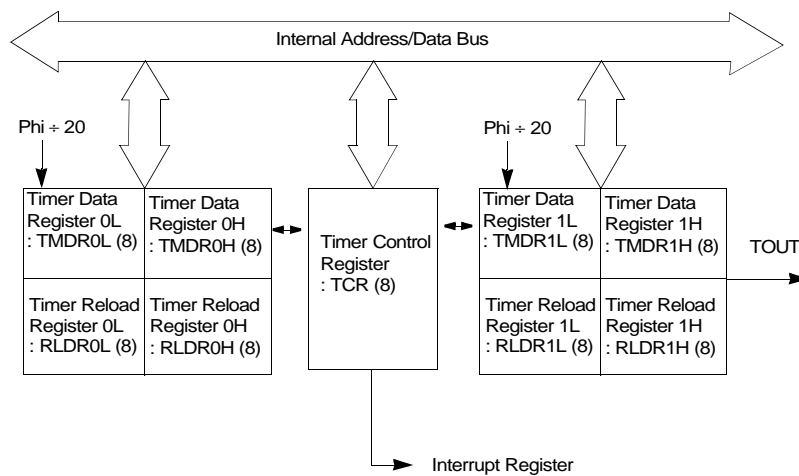 Internal Address/Data Bus
Phi ÷ 20
Phi ÷ 20
Timer Data
Register 0L
: TMDR0L (8)
Timer Data
Register 0H
: TMDR0H (8)
Timer Reload
Register 0L
: RLDR0L (8)
Timer Reload
Register 0H
: RLDR0H (8)
Timer Control
Register
: TCR (8)
Timer Data
Register 1L
: TMDR1L (8)
Timer Data
Register 1H
: TMDR1H (8)
Timer Reload
Register 1L
: RLDR1L (8)
Timer Reload
Register 1H
: RLDR1H (8)
TOUT
Interrupt Register